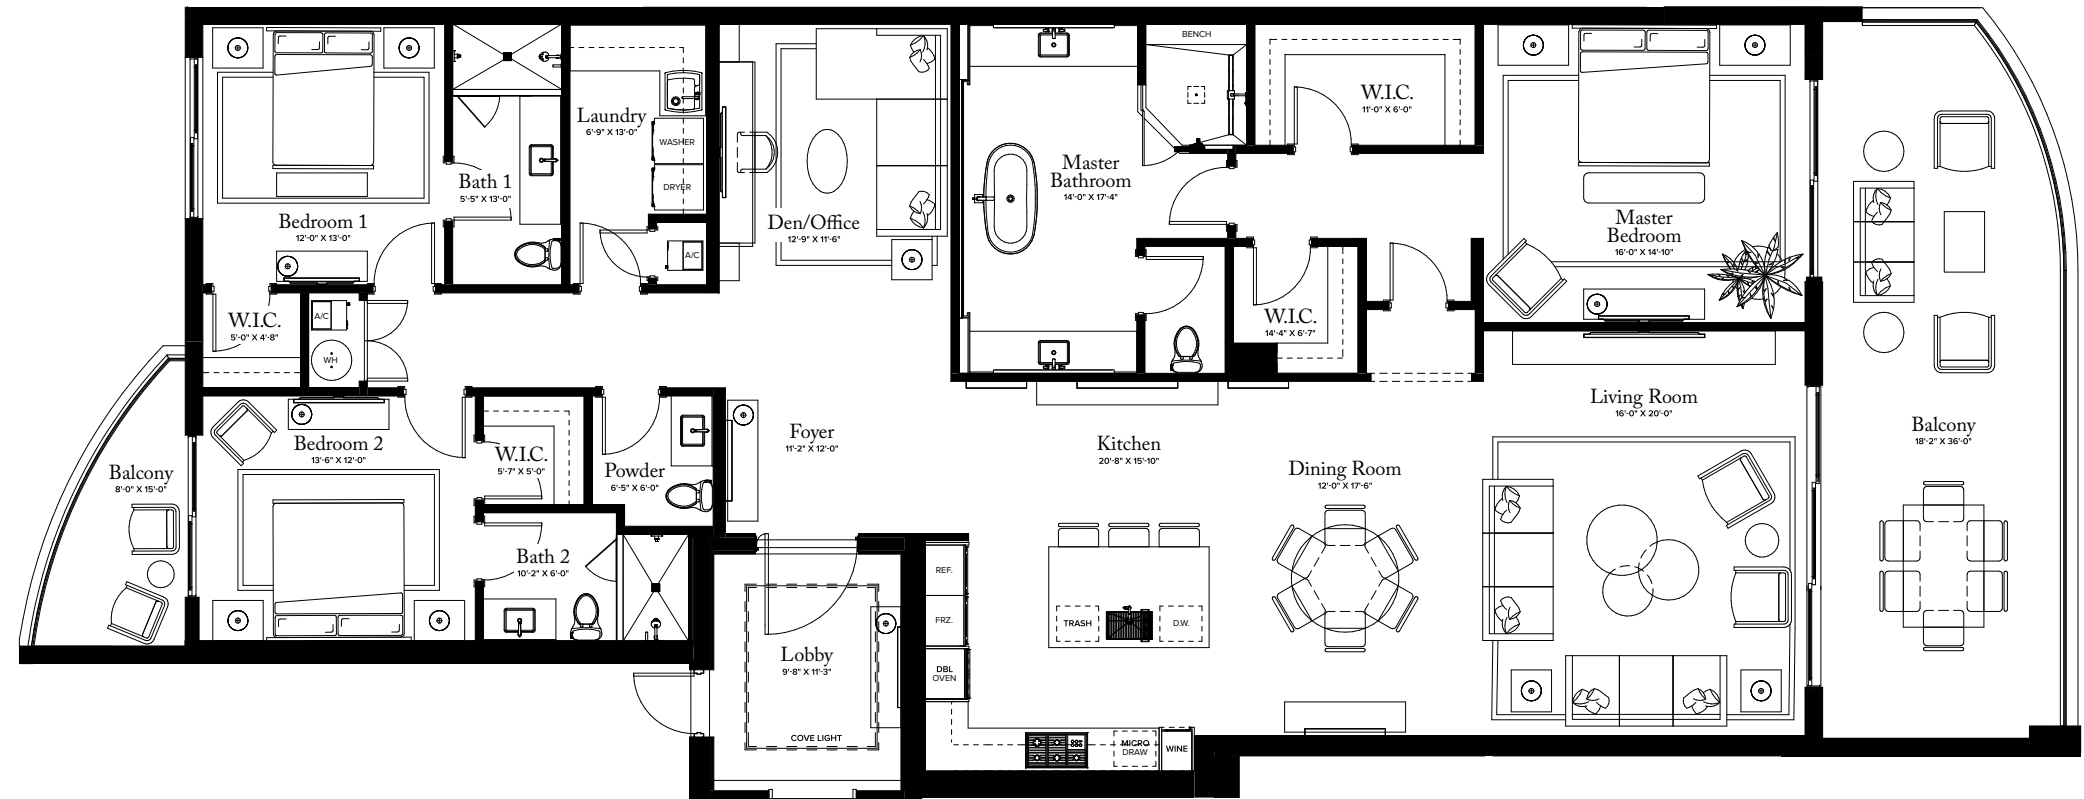 BENCH
W.I.C.
11'-0" X 6'-0"
Laundry
6'-9" X 13'-0"
WASHER
DRYER
Bath 1
5'-5" X 13'-0"
Bedroom 1
12'-0" X 13'-0"
Den/Office
12'-9" X 11'-6"
A/C
Master
Bathroom
14'-0" X 17'-4"
Master
Bedroom
16'-0" X 14'-10"
W.I.C.
5'-0" X 4'-8"
A/C
WH
W.I.C.
14'-4" X 6'-7"
Living Room
16'-0" X 20'-0"
Balcony
18'-2" X 36'-0"
Bedroom 2
13'-6" X 12'-0"
W.I.C.
5'-7" X 5'-0"
Powder
6'-5" X 6'-0"
Foyer
11'-2" X 12'-0"
Kitchen
20'-8" X 15'-10"
Dining Room
12'-0" X 17'-6"
Balcony
8'-0" X 15'-0"
Bath 2
10'-2" X 6'-0"
REF.
FRZ.
DBL
OVEN
TRASH
D.W.
Lobby
9'-8" X 11'-3"
COVE LIGHT
MICRO
DRAW
WINE